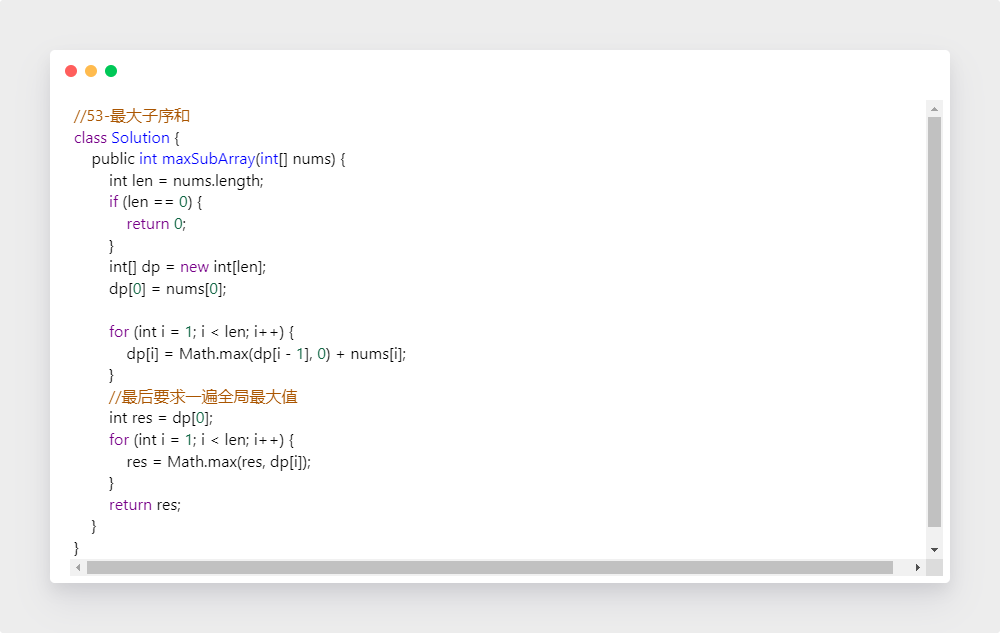 //53-最大子序和
class Solution {
    public int maxSubArray(int[] nums) {
        int len = nums.length;
        if (len == 0) {
            return 0;
        }
        int[] dp = new int[len];
        dp[0] = nums[0];

        for (int i = 1; i < len; i++) {
            dp[i] = Math.max(dp[i - 1], 0) + nums[i];
        }
        //最后要求一遍全局最大值
        int res = dp[0];
        for (int i = 1; i < len; i++) {
            res = Math.max(res, dp[i]);
        }
        return res;
    }
}